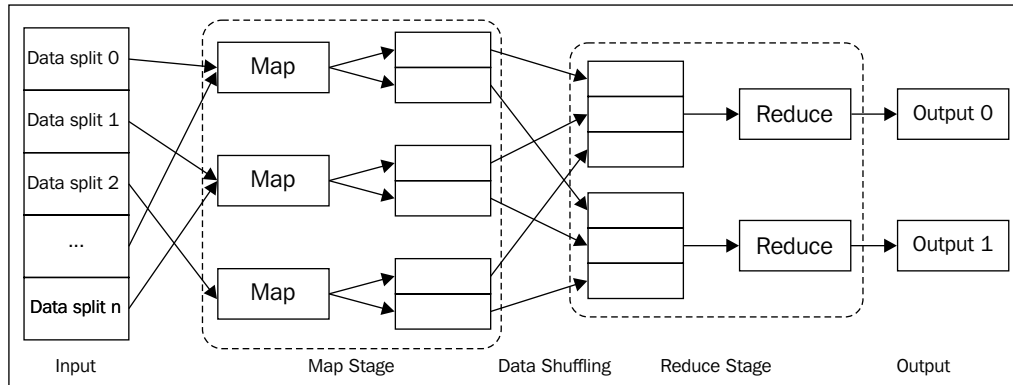 Data split 0
Data split 1
Data split 2
...
Data split n
Map
Map
Map
Reduce
Reduce
Output 0
Output 1
Input
Map Stage
Data Shuffling
Reduce Stage
Output